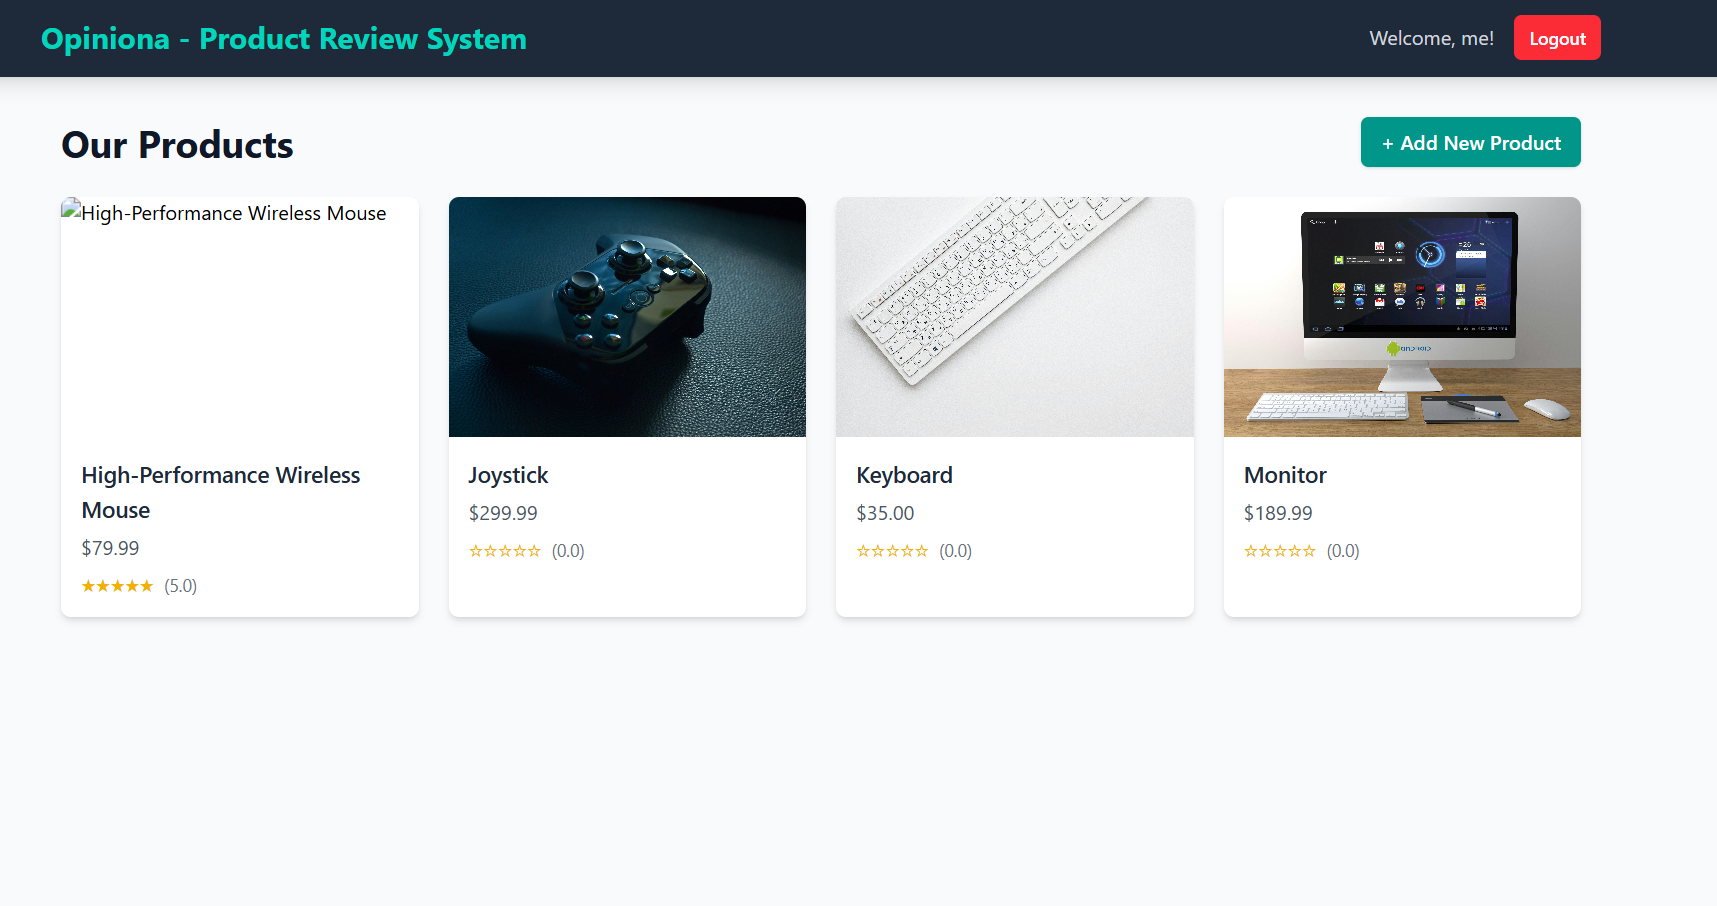 Opiniona - Product Review System
Welcome, me!
Logout
Our Products
+ Add New Product
High-Performance Wireless Mouse
ANDROID
High-Performance Wireless
Mouse
$79.99
★★★★★ (5.0)
Joystick
$299.99
☆☆☆☆☆ (0.0)
Keyboard
$35.00
☆☆☆☆☆ (0.0)
Monitor
$189.99
☆☆☆☆☆ (0.0)